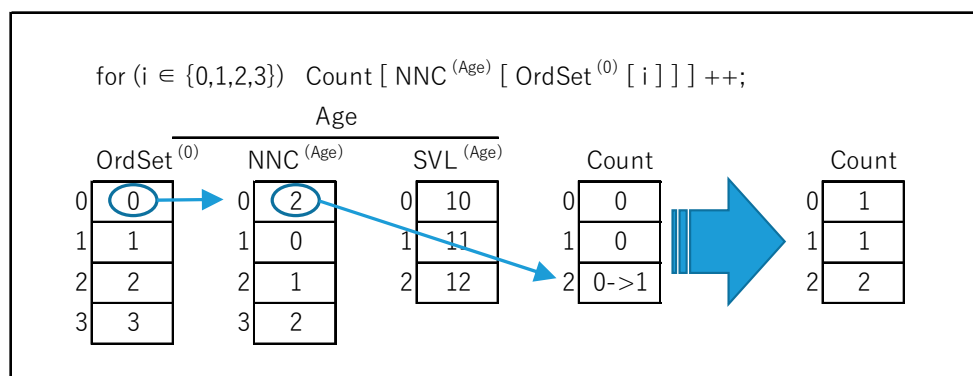 for (i ∈ {0,1,2,3})   Count [ NNC (Age) [ OrdSet (0) [ i ] ] ] ++;
Age
OrdSet (0)   NNC (Age)   SVL (Age)   Count   Count
0 0   0 2   0 10   0 0   0 1
1 1   1 0   1 11   1 0   1 1
2 2   2 1   2 12   2 0->1   2 2
3 3   3 2